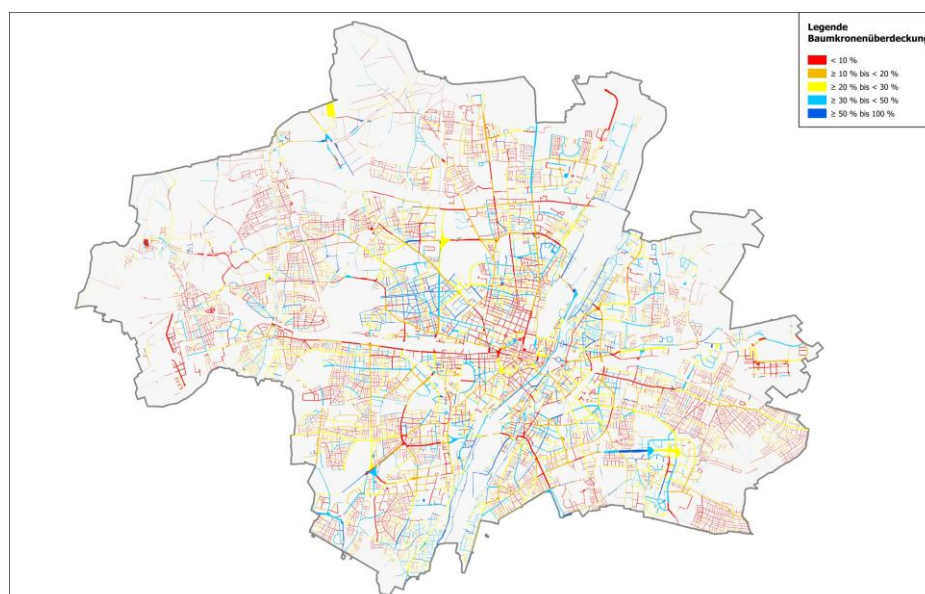 Legende
Baumkronenüberdeckung
< 10 %
≥ 10 % bis < 20 %
≥ 20 % bis < 30 %
≥ 30 % bis < 50 %
≥ 50 % bis 100 %